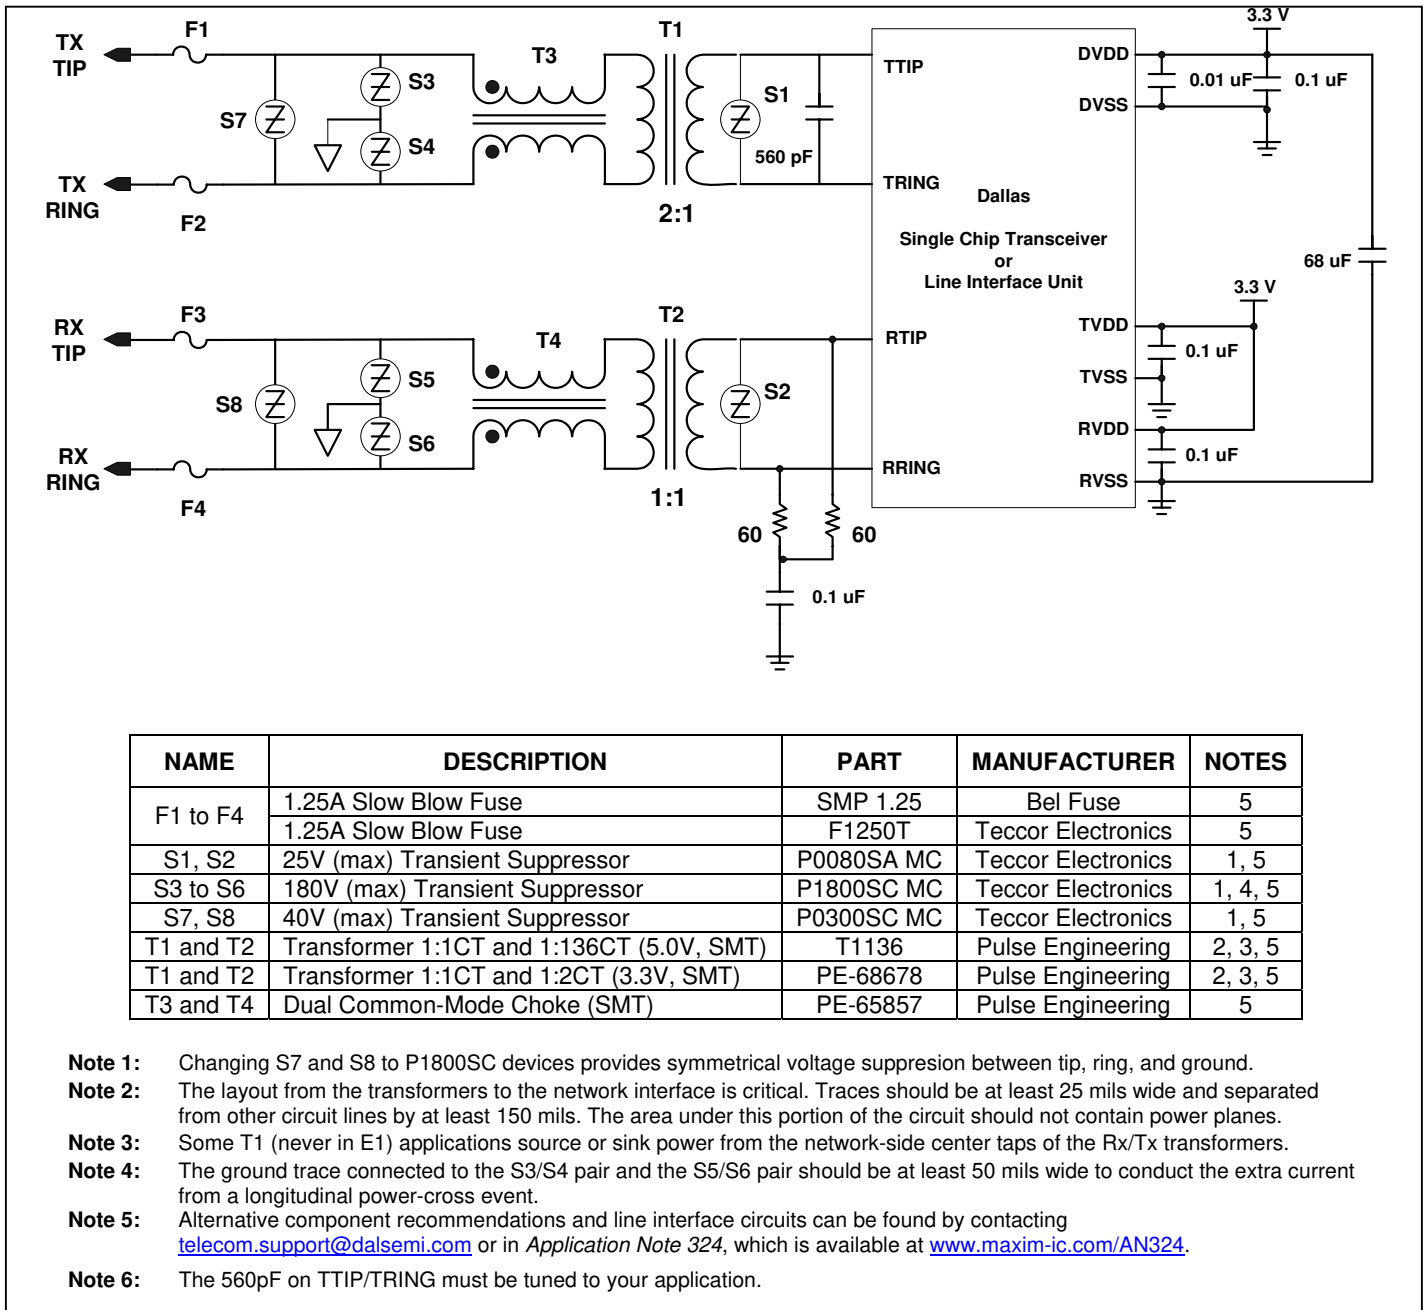 3.3 V
F1
T1
TX
TIP
T3
TTIP
DVDD
S3
S1
0.01 uF
0.1 uF
S7
DVSS
S4
560 pF
TX
RING
TRING
Dallas
F2
2:1
Single Chip Transceiver
or
Line Interface Unit
68 uF
3.3 V
F3
T2
RX
TIP
T4
RTIP
TVDD
0.1 uF
S5
TVSS
S8
S2
S6
RVDD
0.1 uF
RX
RING
RRING
RVSS
F4
1:1
60
60
0.1 uF
NAME DESCRIPTION PART MANUFACTURER NOTES
F1 to F4 1.25A Slow Blow Fuse SMP 1.25 Bel Fuse 5
1.25A Slow Blow Fuse F1250T Teccor Electronics 5
S1, S2 25V (max) Transient Suppressor P0080SA MC Teccor Electronics 1, 5
S3 to S6 180V (max) Transient Suppressor P1800SC MC Teccor Electronics 1, 4, 5
S7, S8 40V (max) Transient Suppressor P0300SC MC Teccor Electronics 1, 5
T1 and T2 Transformer 1:1CT and 1:136CT (5.0V, SMT) T1136 Pulse Engineering 2, 3, 5
T1 and T2 Transformer 1:1CT and 1:2CT (3.3V, SMT) PE-68678 Pulse Engineering 2, 3, 5
T3 and T4 Dual Common-Mode Choke (SMT) PE-65857 Pulse Engineering 5
Note 1: Changing S7 and S8 to P1800SC devices provides symmetrical voltage suppresion between tip, ring, and ground.
Note 2: The layout from the transformers to the network interface is critical. Traces should be at least 25 mils wide and separated
from other circuit lines by at least 150 mils. The area under this portion of the circuit should not contain power planes.
Note 3: Some T1 (never in E1) applications source or sink power from the network-side center taps of the Rx/Tx transformers.
Note 4: The ground trace connected to the S3/S4 pair and the S5/S6 pair should be at least 50 mils wide to conduct the extra current
from a longitudinal power-cross event.
Note 5: Alternative component recommendations and line interface circuits can be found by contacting
telecom.support@dalsemi.com or in Application Note 324, which is available at www.maxim-ic.com/AN324.
Note 6: The 560pF on TTIP/TRING must be tuned to your application.